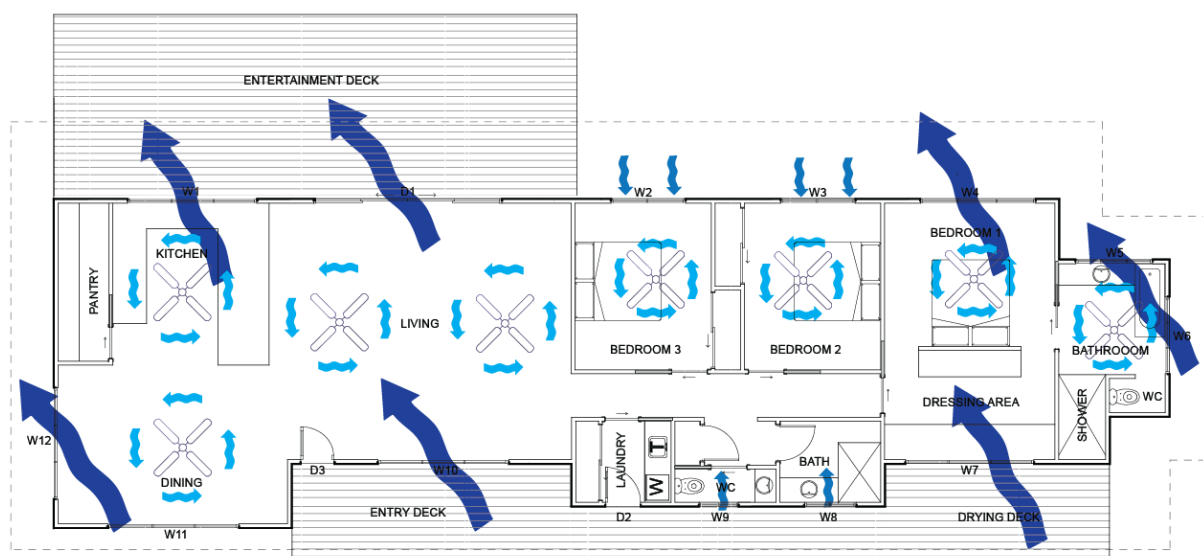 ENTERTAINMENT DECK
W1
D1
W2
W3
W4
BEDROOM 1
KITCHEN
W5
PANTRY
LIVING
W6
BEDROOM 3
BEDROOM 2
BATHROOOM
WC
DRESSING AREA
SHOWER
W12
D3
W10
LAUNDRY
T
BATH
W7
DINING
W
WC
ENTRY DECK
D2
W9
W8
DRYING DECK
W11